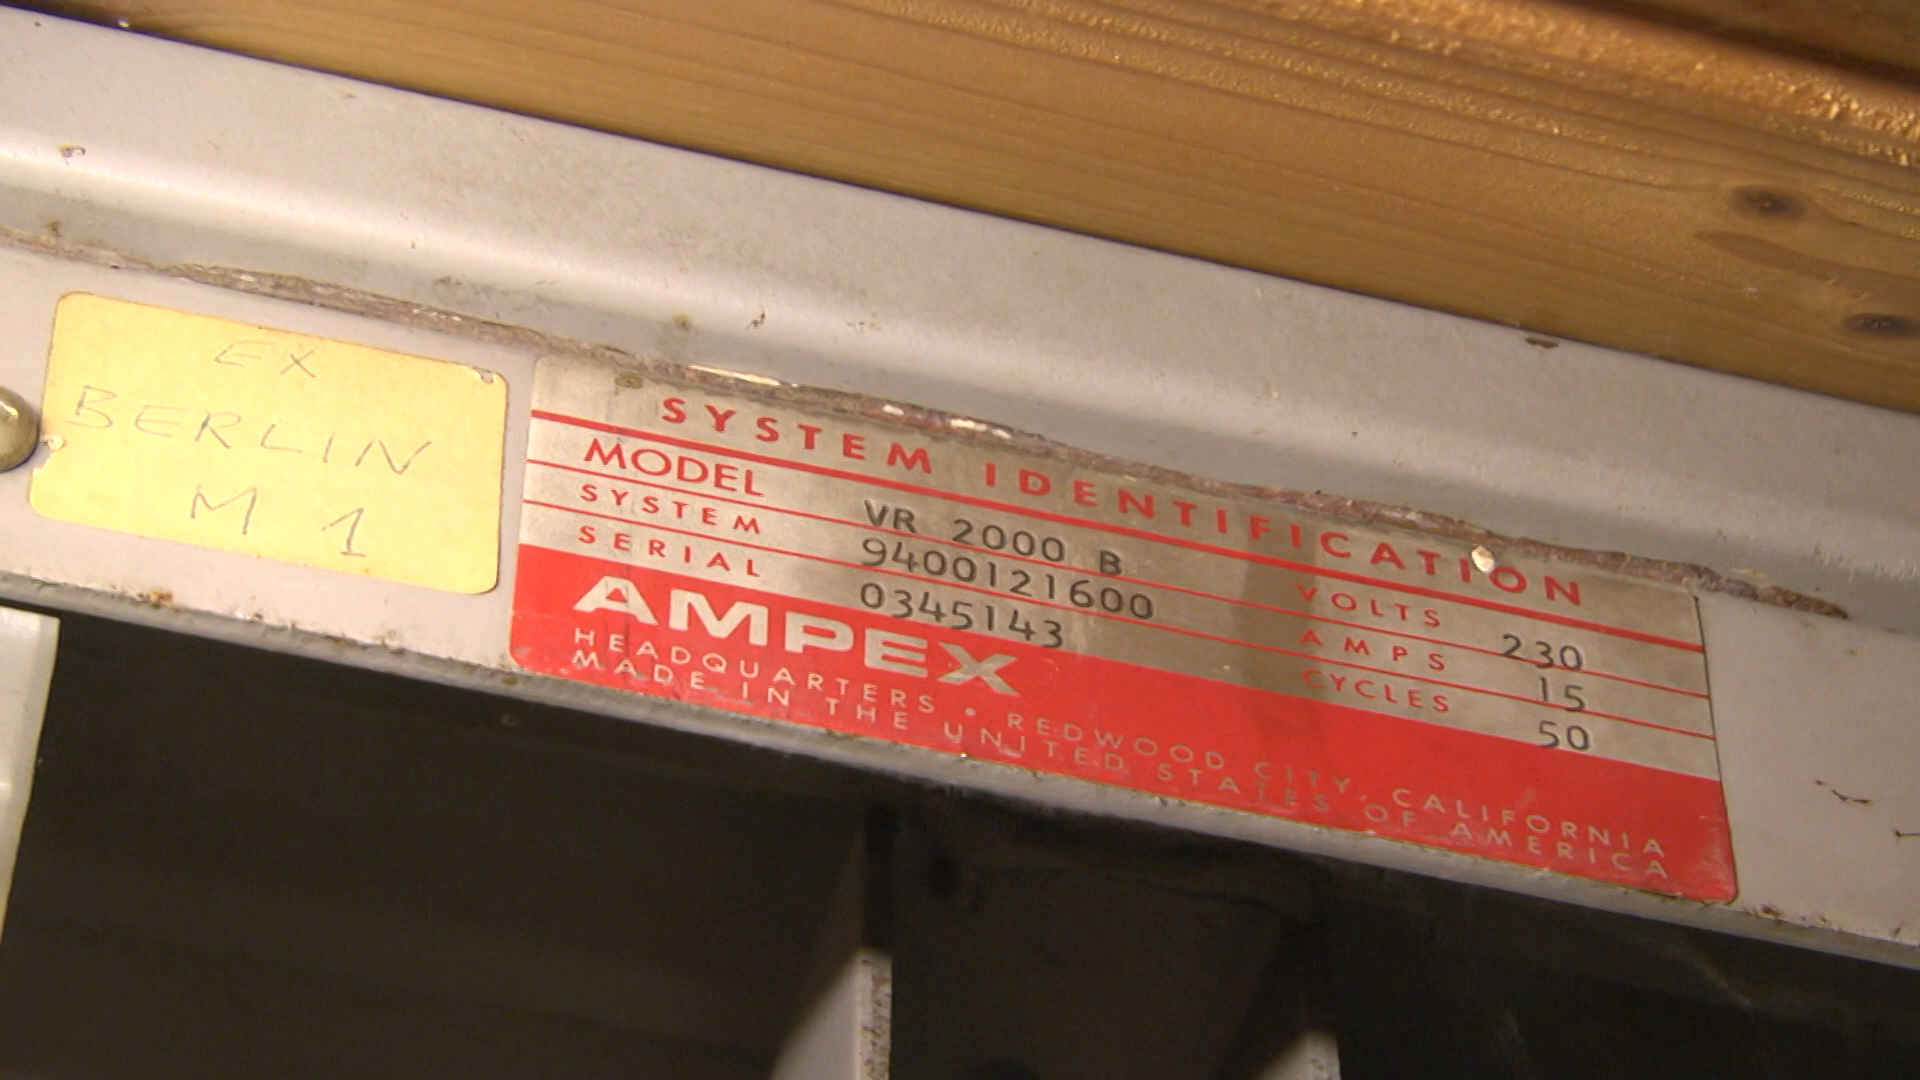 EX
BERLIN
M 1
SYSTEM IDENTIFICATION
MODEL VR 2000 B VOLTS 230
SYSTEM 9400121600 AMPS 15
SERIAL 0345143 CYCLES 50
AMPEX
HEADQUARTERS • REDWOOD CITY, CALIFORNIA
MADE IN THE UNITED STATES OF AMERICA